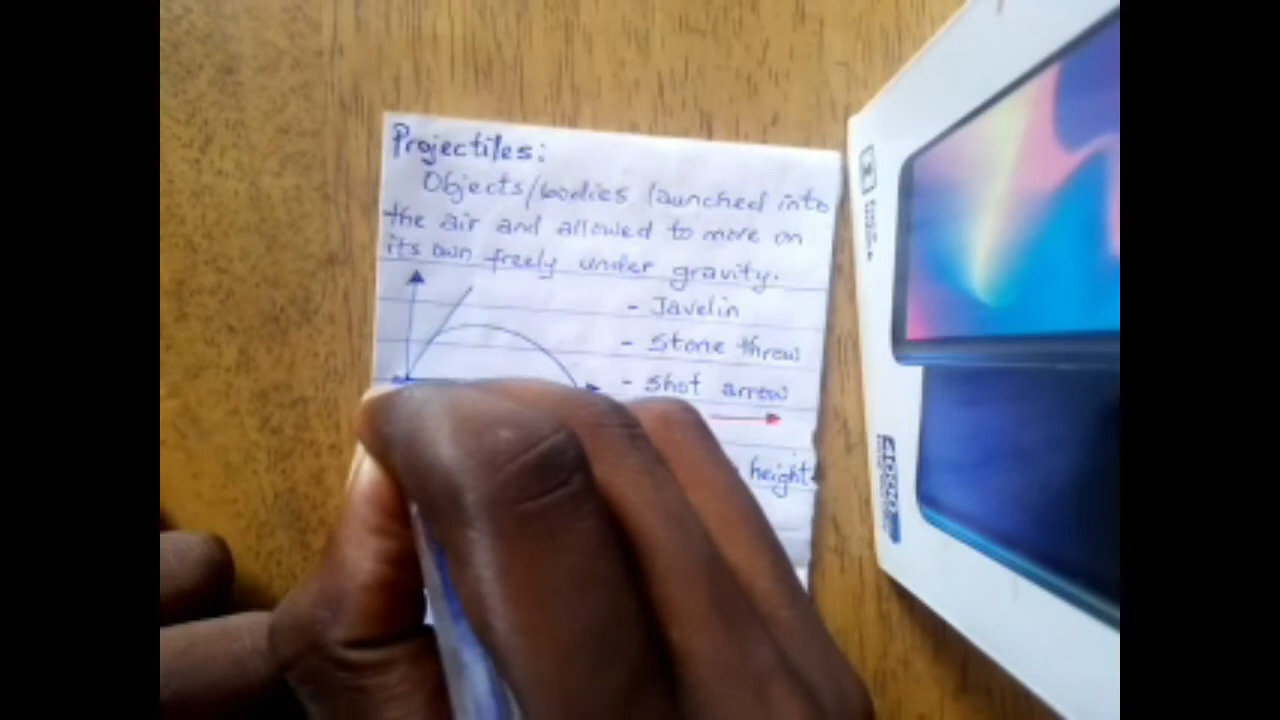 Projectiles:
Objects/bodies launched into
the air and allowed to more on
its own freely under gravity.
- Javelin
- Stone throw
- Shot arrow
height